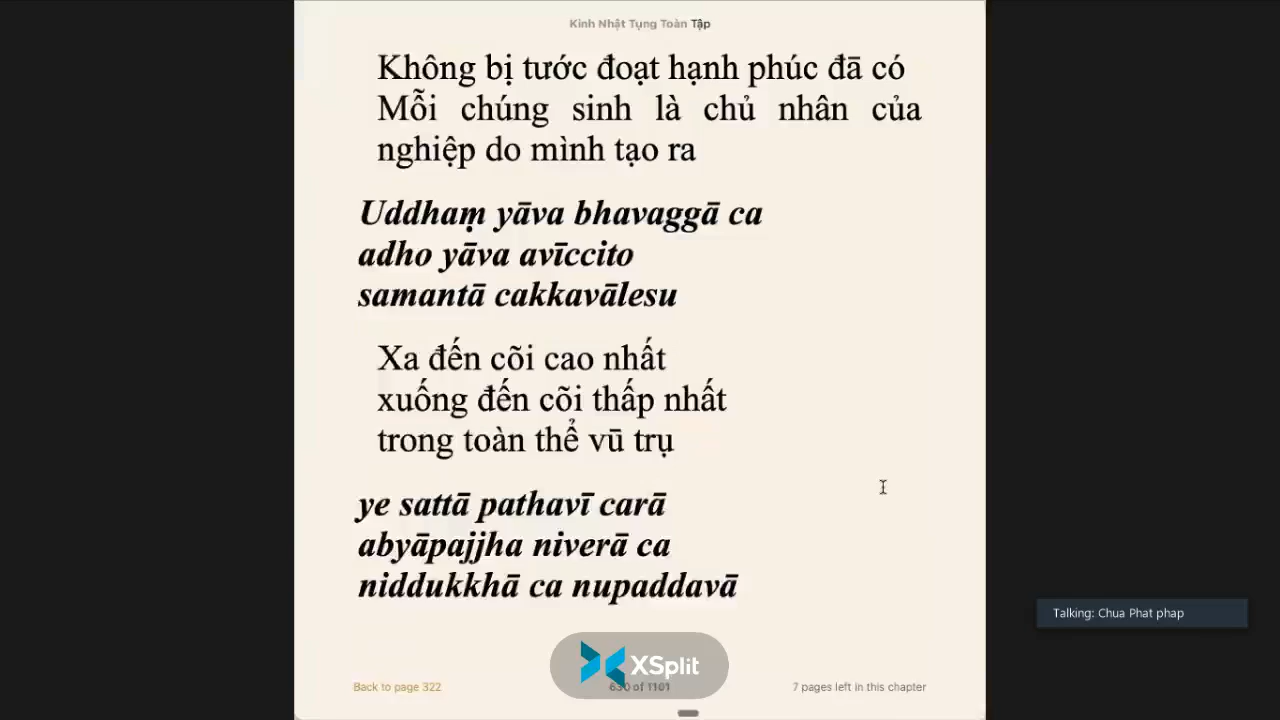 Kinh Nhật Tụng Toàn Tập
Không bị tước đoạt hạnh phúc đã có
Mỗi chúng sinh là chủ nhân của
nghiệp do mình tạo ra
Uddhaṃ yāva bhavaggā ca
adho yāva avīccito
samantā cakkavālesu
Xa đến cõi cao nhất
xuống đến cõi thấp nhất
trong toàn thể vũ trụ
ye sattā pathavī carā
abyāpajjha niverā ca
niddukkhā ca nupaddavā
Talking: Chua Phat phap
XSplit
Back to page 322
630 of 1101
7 pages left in this chapter